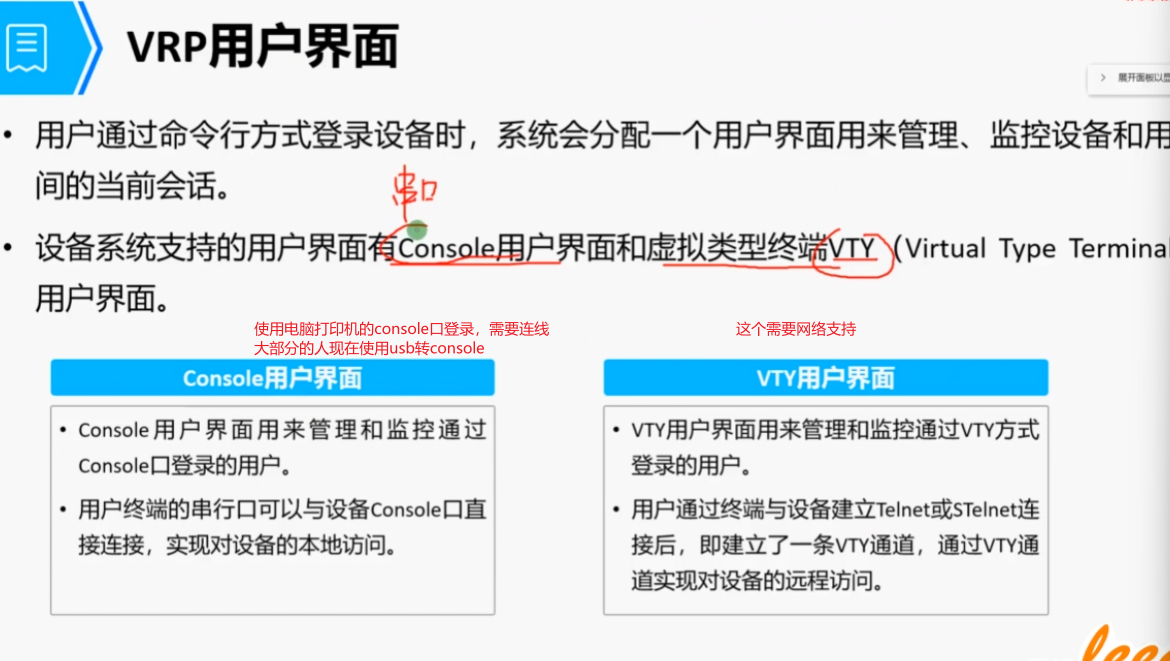 VRP用户界面
展开面板以显
• 用户通过命令行方式登录设备时，系统会分配一个用户界面用来管理、监控设备和用
间的当前会话。
串口
• 设备系统支持的用户界面有Console用户界面和虚拟类型终端VTY（Virtual Type Terminal
用户界面。
使用电脑打印机的console口登录，需要连线
大部分的人现在使用usb转console
这个需要网络支持
Console用户界面
• Console用户界面用来管理和监控通过
Console口登录的用户。
• 用户终端的串行口可以与设备Console口直
接连接，实现对设备的本地访问。
VTY用户界面
• VTY用户界面用来管理和监控通过VTY方式
登录的用户。
• 用户通过终端与设备建立Telnet或STelnet连
接后，即建立了一条VTY通道，通过VTY通
道实现对设备的远程访问。